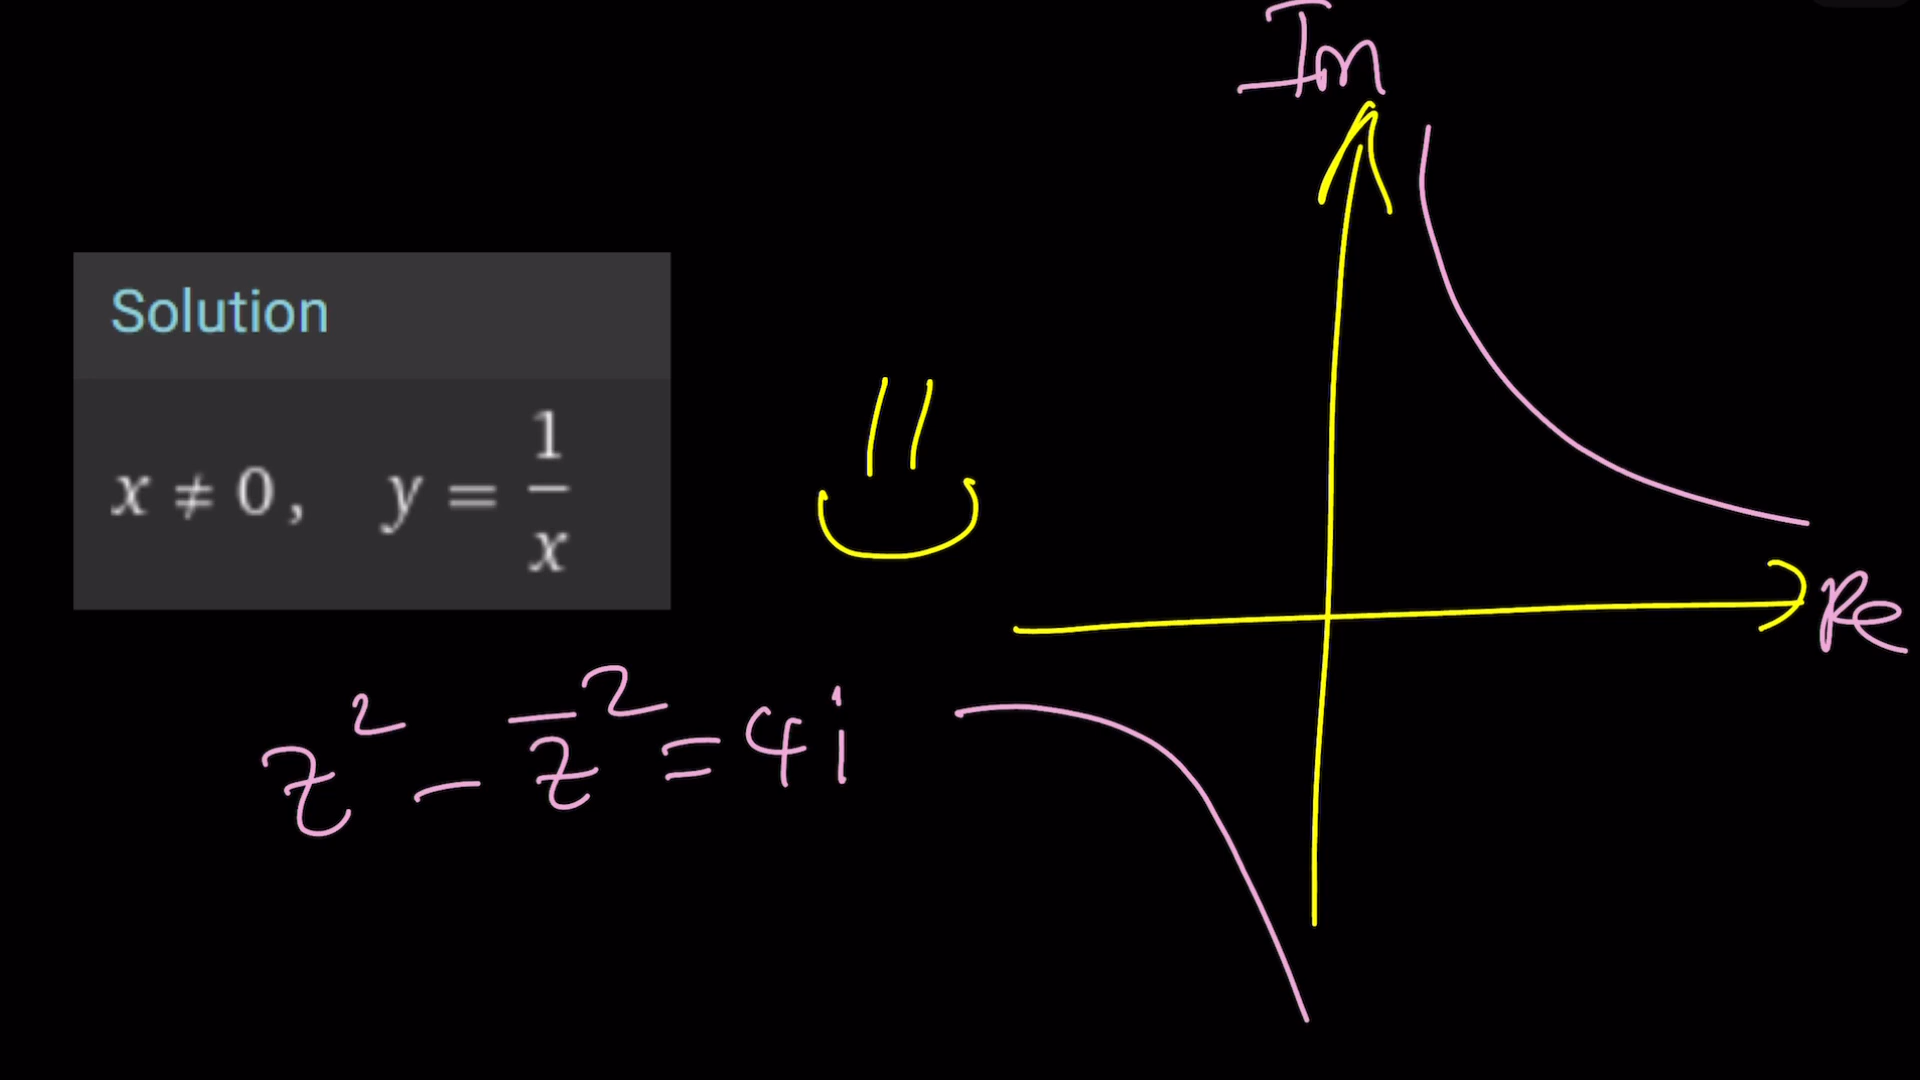 Im
Solution
x ≠ 0, y = 1/x
Re
z² − z̅² = 4i